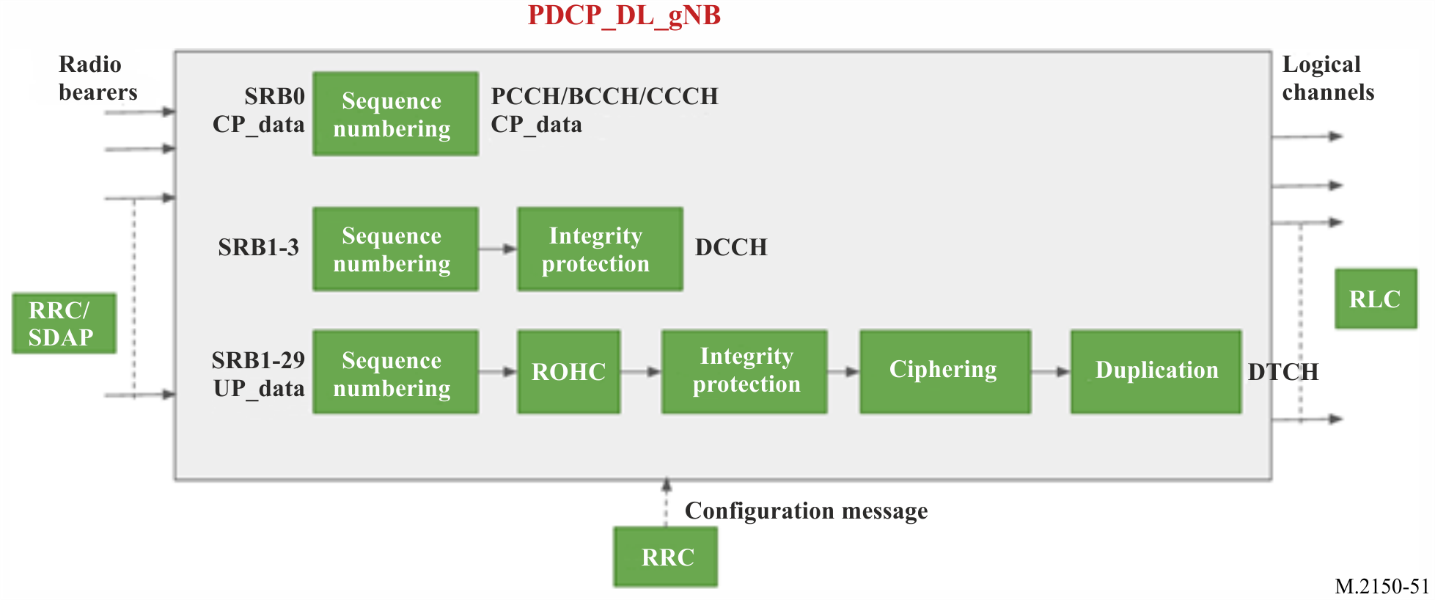 PDCP_DL_gNB
Radio
bearers
Logical
channels
SRB0
CP_data
Sequence
numbering
PCCH/BCCH/CCCH
CP_data
SRB1-3
Sequence
numbering
Integrity
protection
DCCH
RRC/
SDAP
RLC
SRB1-29
UP_data
Sequence
numbering
ROHC
Integrity
protection
Ciphering
Duplication
DTCH
Configuration message
RRC
M.2150-51